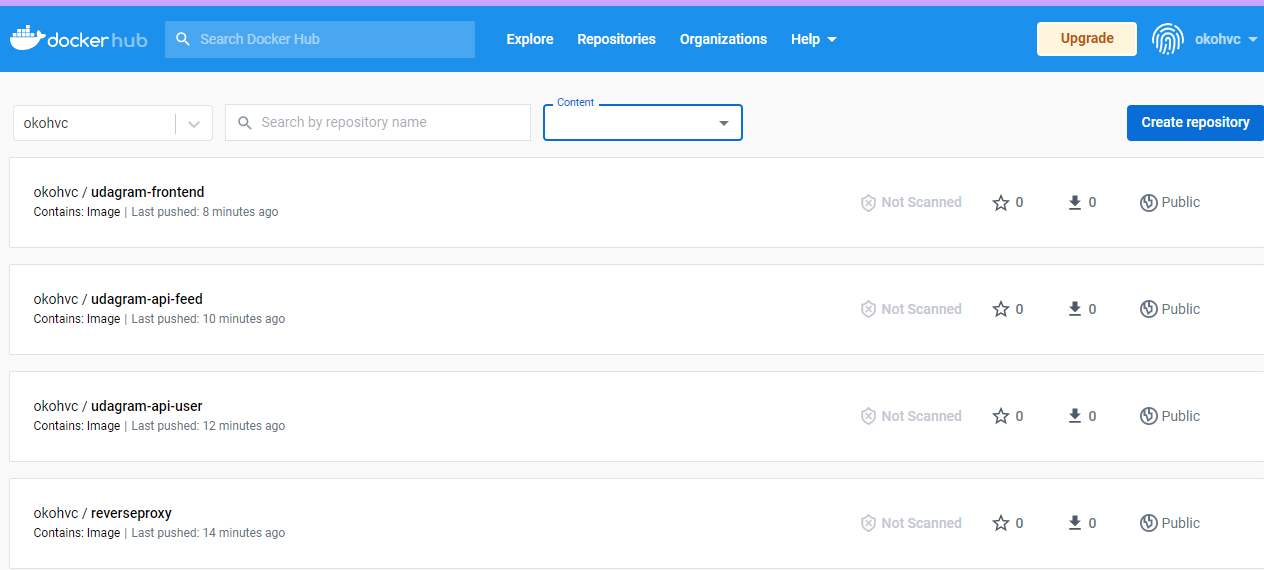 docker hub
Search Docker Hub
Explore
Repositories
Organizations
Help
Upgrade
okohvc
okohvc
Search by repository name
Content
Create repository
okohvc / udagram-frontend
Contains: Image | Last pushed: 8 minutes ago
Not Scanned
0
0
Public
okohvc / udagram-api-feed
Contains: Image | Last pushed: 10 minutes ago
Not Scanned
0
0
Public
okohvc / udagram-api-user
Contains: Image | Last pushed: 12 minutes ago
Not Scanned
0
0
Public
okohvc / reverseproxy
Contains: Image | Last pushed: 14 minutes ago
Not Scanned
0
0
Public